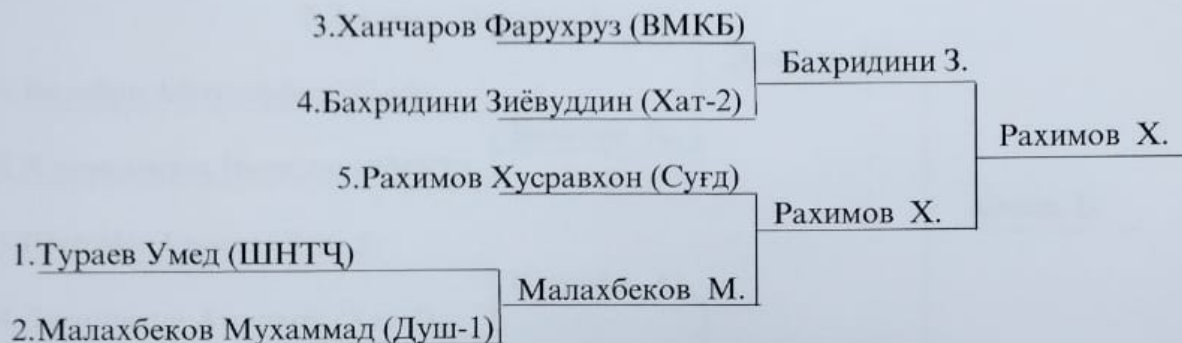 3.Ханчаров Фарухруз (ВМКБ)
Бахридини З.
4.Бахридини Зиёвуддин (Хат-2)
Рахимов Х.
5.Рахимов Хусравхон (Суғд)
Рахимов Х.
1.Тураев Умед (ШНТҶ)
Малахбеков М.
2.Малахбеков Мухаммад (Душ-1)